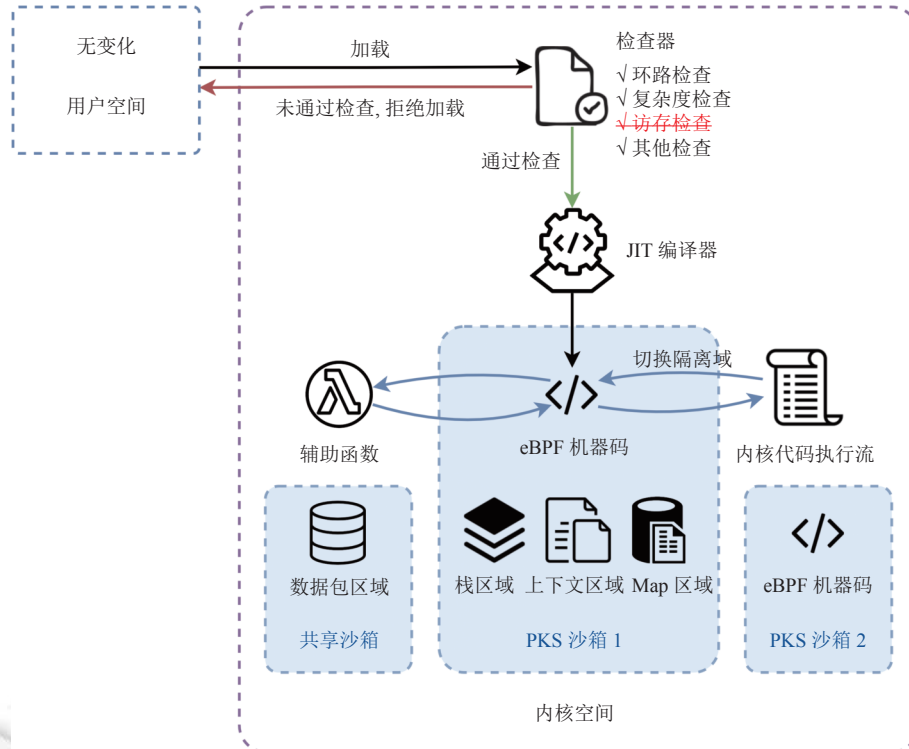 无变化
用户空间
加载
未通过检查, 拒绝加载
检查器
√ 环路检查
√ 复杂度检查
√ 访存检查
√ 其他检查
通过检查
JIT 编译器
切换隔离域
辅助函数
eBPF 机器码
内核代码执行流
数据包区域
共享沙箱
栈区域
上下文区域
Map 区域
PKS 沙箱 1
eBPF 机器码
PKS 沙箱 2
内核空间